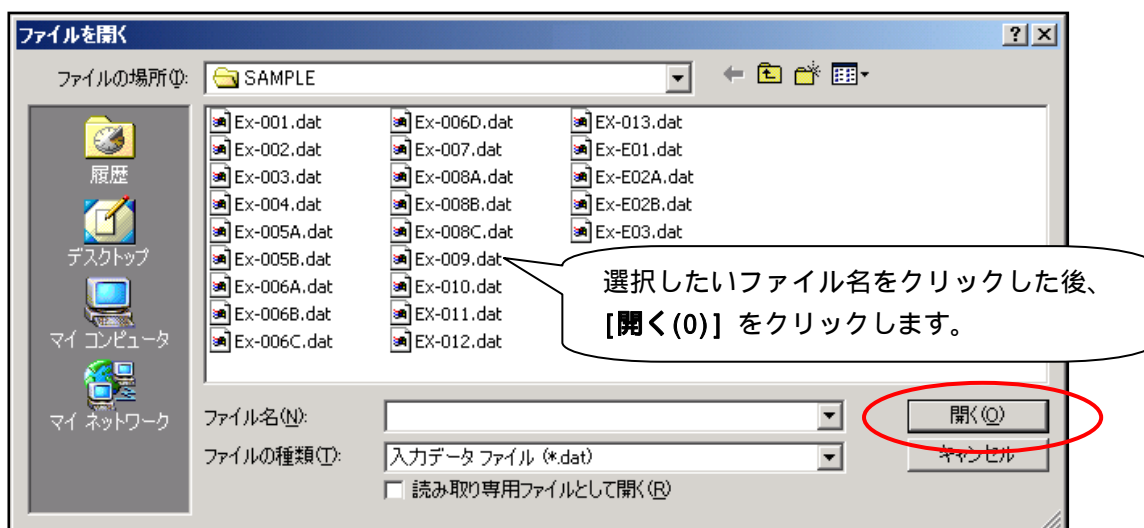 ファイルを開く
ファイルの場所(I):
SAMPLE
履歴
デスクトップ
マイ コンピュータ
マイ ネットワーク
Ex-001.dat
Ex-002.dat
Ex-003.dat
Ex-004.dat
Ex-005A.dat
Ex-005B.dat
Ex-006A.dat
Ex-006B.dat
Ex-006C.dat
Ex-006D.dat
Ex-007.dat
Ex-008A.dat
Ex-008B.dat
Ex-008C.dat
Ex-009.dat
Ex-010.dat
EX-011.dat
EX-012.dat
EX-013.dat
Ex-E01.dat
Ex-E02A.dat
Ex-E02B.dat
Ex-E03.dat
選択したいファイル名をクリックした後、
[開く(O)] をクリックします。
ファイル名(N):
開く(O)
ファイルの種類(T):
入力データ ファイル (*.dat)
キャンセル
読み取り専用ファイルとして開く(R)